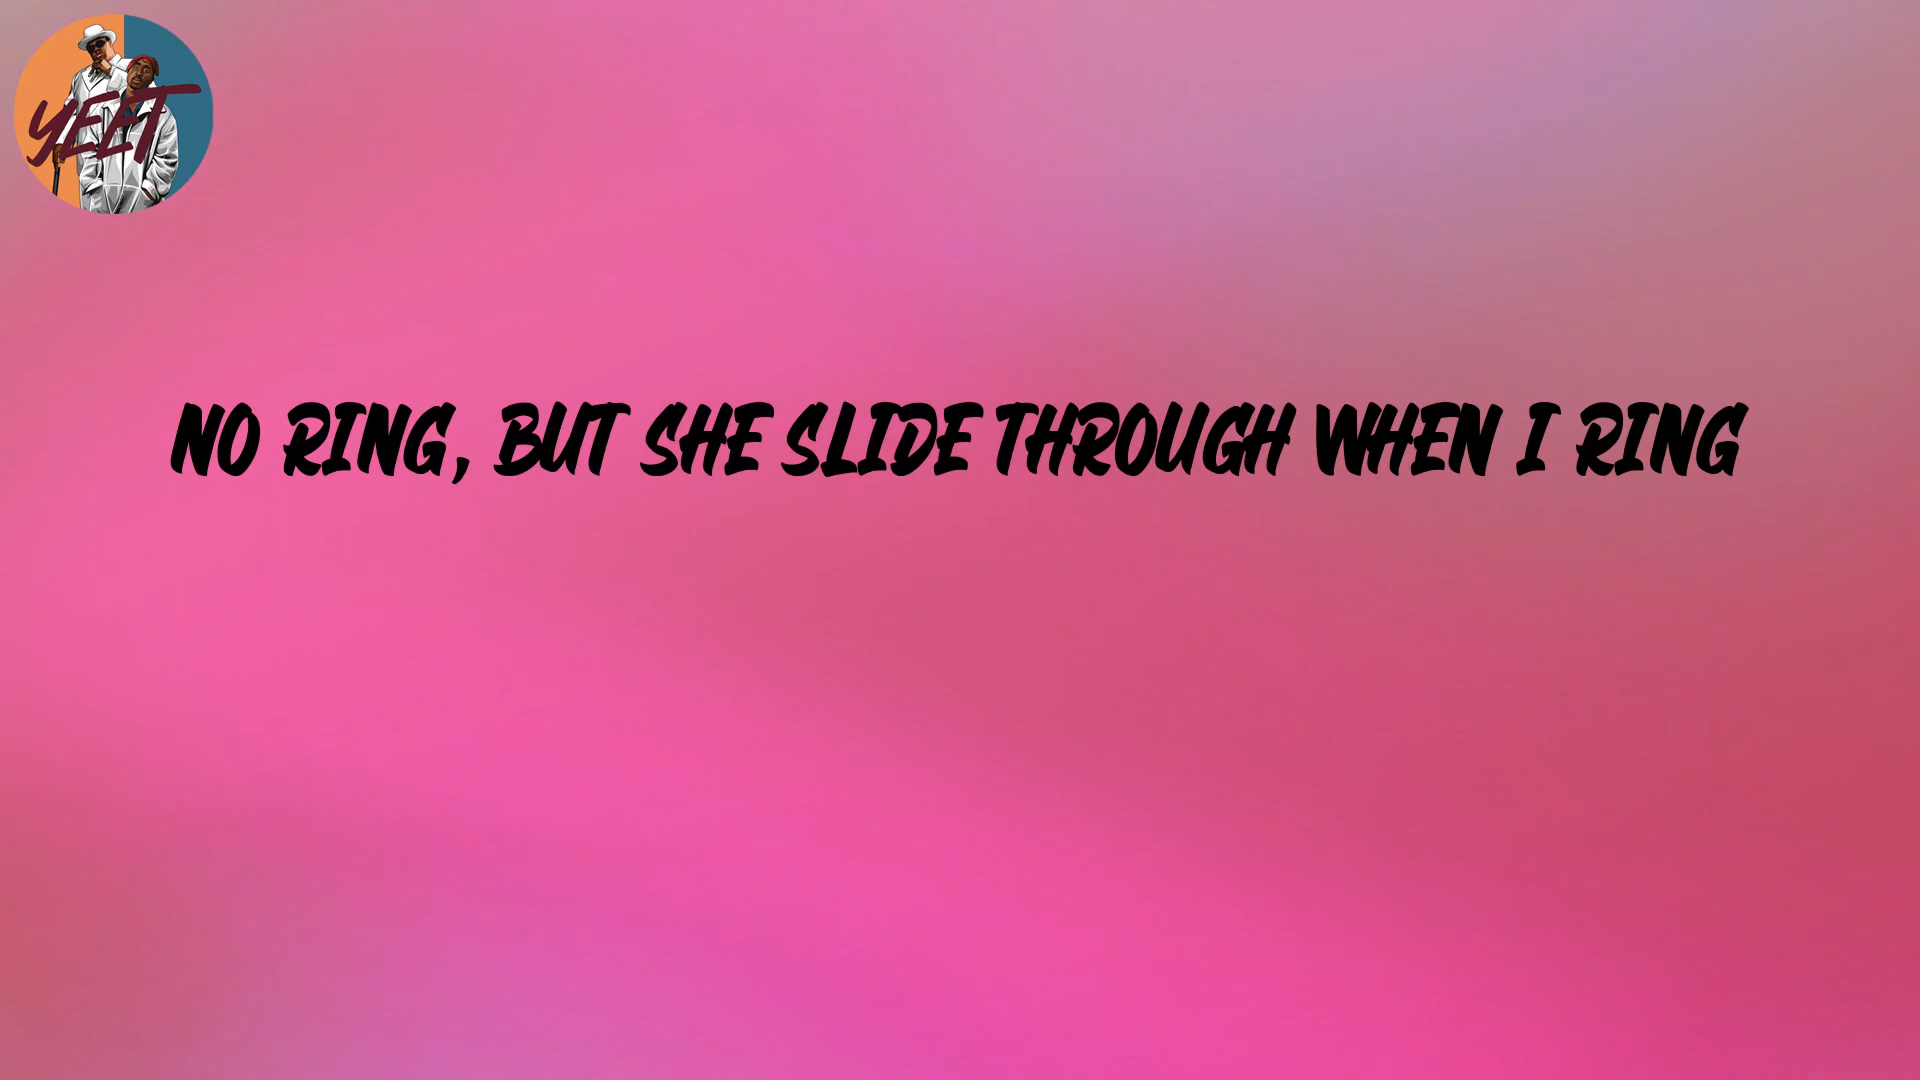 YEET
NO RING, BUT SHE SLIDE THROUGH WHEN I RING